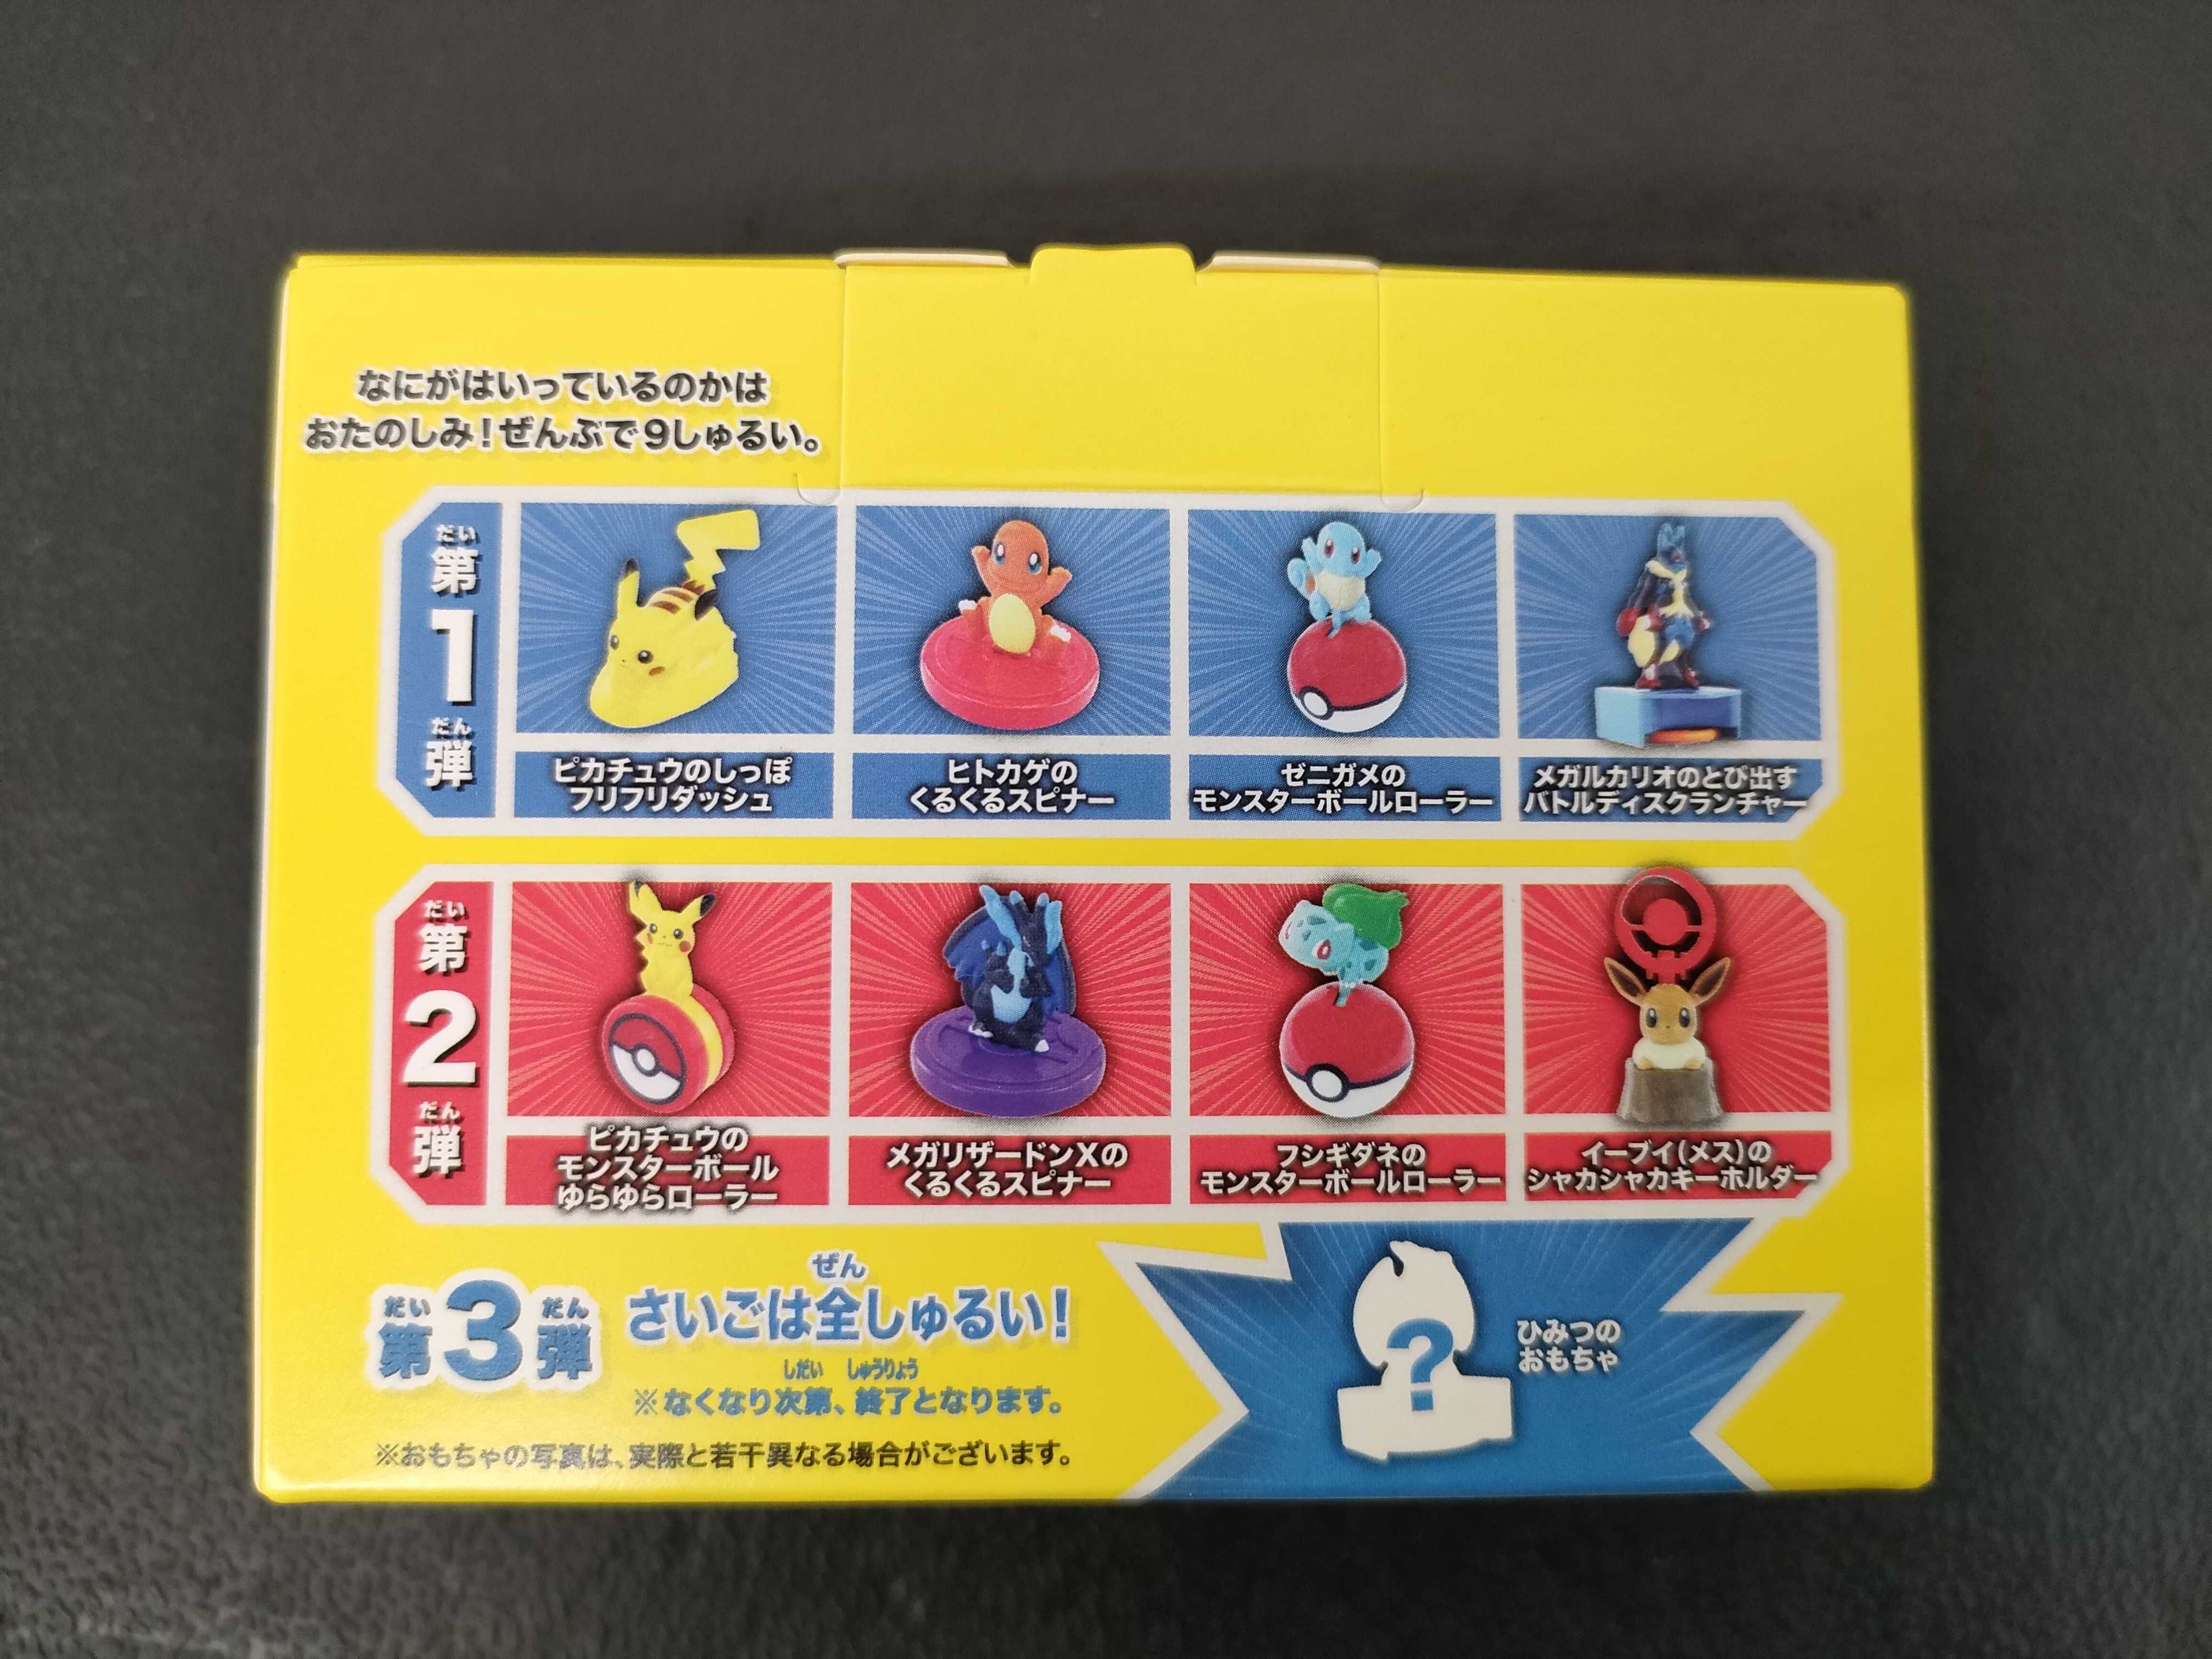 なにがはいっているのかは
おたのしみ!ぜんぶで9しゅるい。
だい
第
1
だん
弾
ピカチュウのしっぽ
フリフリダッシュ
ヒトカゲの
くるくるスピナー
ゼニガメの
モンスターボールローラー
メガルカリオのとび出す
バトルディスクランチャー
だい
第
2
だん
弾
ピカチュウの
モンスターボール
ゆらゆらローラー
メガリザードンXの
くるくるスピナー
フシギダネの
モンスターボールローラー
イーブイ(メス)の
シャカシャカキーホルダー
だい だん
第3弾
ぜん
さいごは全しゅるい!
しだい しゅうりょう
※なくなり次第、終了となります。
※おもちゃの写真は、実際と若干異なる場合がございます。
?
ひみつの
おもちゃ